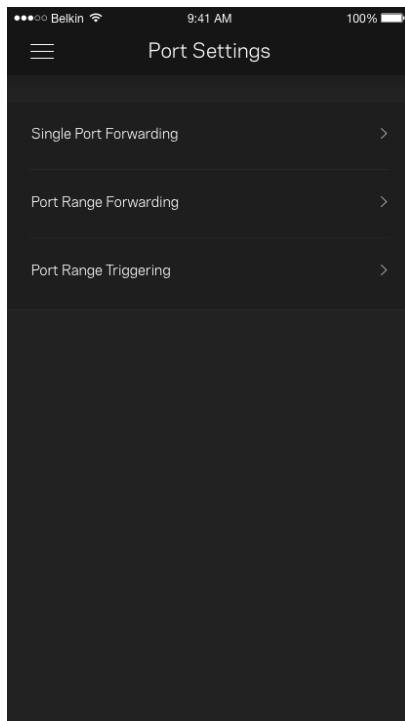 Belkin 9:41 AM 100%
Port Settings
Single Port Forwarding
Port Range Forwarding
Port Range Triggering